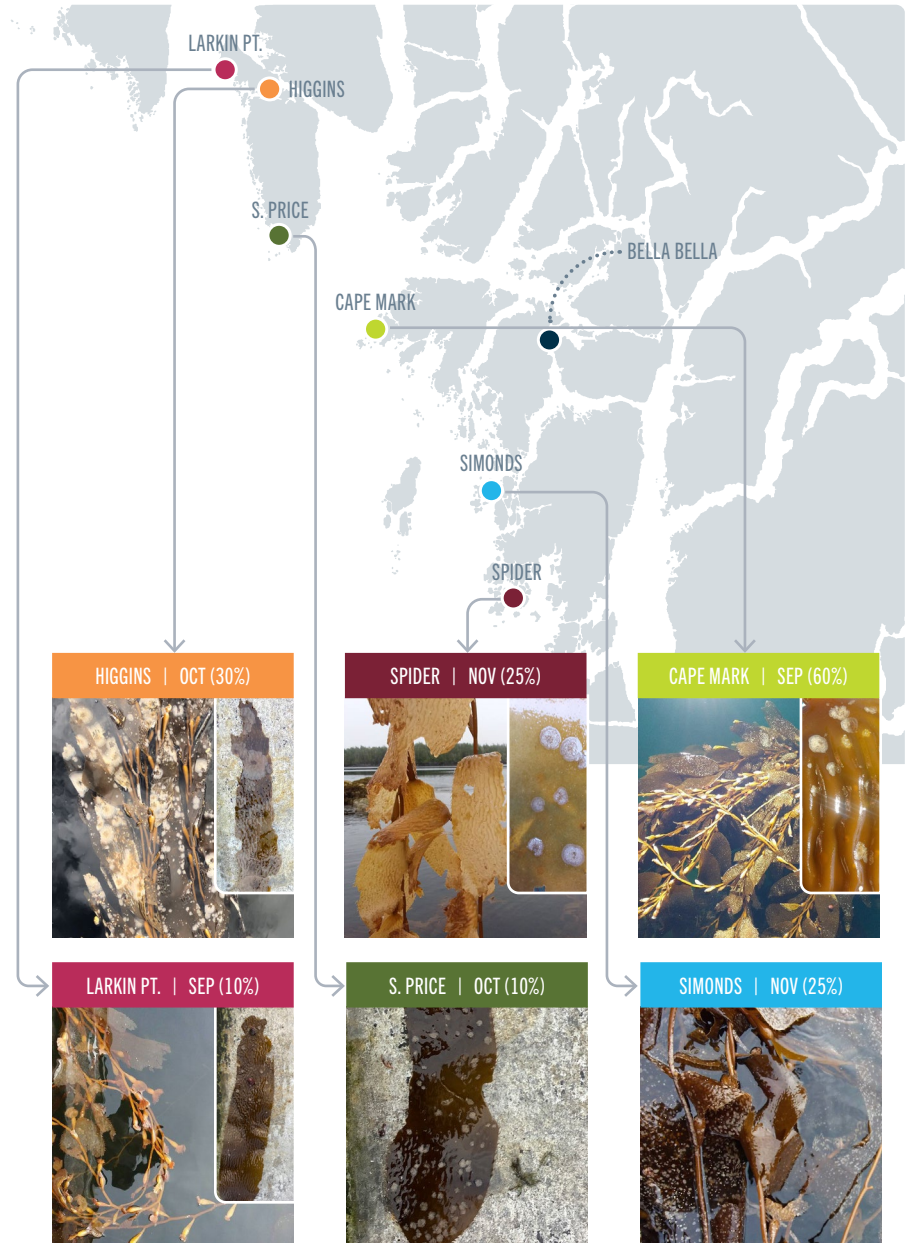 LARKIN PT.
HIGGINS
S. PRICE
BELLA BELLA
CAPE MARK
SIMONDS
SPIDER
HIGGINS | OCT (30%)
SPIDER | NOV (25%)
CAPE MARK | SEP (60%)
LARKIN PT. | SEP (10%)
S. PRICE | OCT (10%)
SIMONDS | NOV (25%)